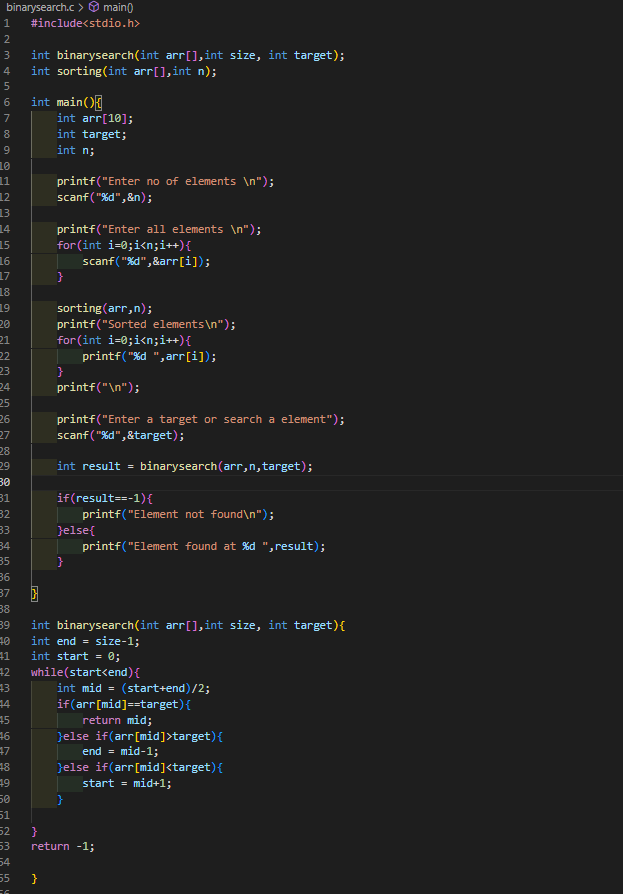 binarysearch.c > main()
1 #include<stdio.h>
2
3 int binarysearch(int arr[],int size, int target);
4 int sorting(int arr[],int n);
5
6 int main(){
7 int arr[10];
8 int target;
9 int n;
10
11 printf("Enter no of elements \n");
12 scanf("%d",&n);
13
14 printf("Enter all elements \n");
15 for(int i=0;i<n;i++){
16 scanf("%d",&arr[i]);
17 }
18
19 sorting(arr,n);
20 printf("Sorted elements\n");
21 for(int i=0;i<n;i++){
22 printf("%d ",arr[i]);
23 }
24 printf("\n");
25
26 printf("Enter a target or search a element");
27 scanf("%d",&target);
28
29 int result = binarysearch(arr,n,target);
30
31 if(result==-1){
32 printf("Element not found\n");
33 }else{
34 printf("Element found at %d ",result);
35 }
36
37 }
38
39 int binarysearch(int arr[],int size, int target){
40 int end = size-1;
41 int start = 0;
42 while(start<end){
43 int mid = (start+end)/2;
44 if(arr[mid]==target){
45 return mid;
46 }else if(arr[mid]>target){
47 end = mid-1;
48 }else if(arr[mid]<target){
49 start = mid+1;
50 }
51
52 }
53 return -1;
54
55 }